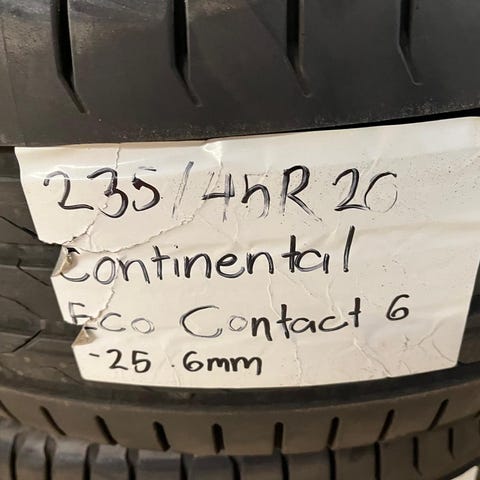 235/45R 20
Continental
Eco Contact 6
-25 6mm